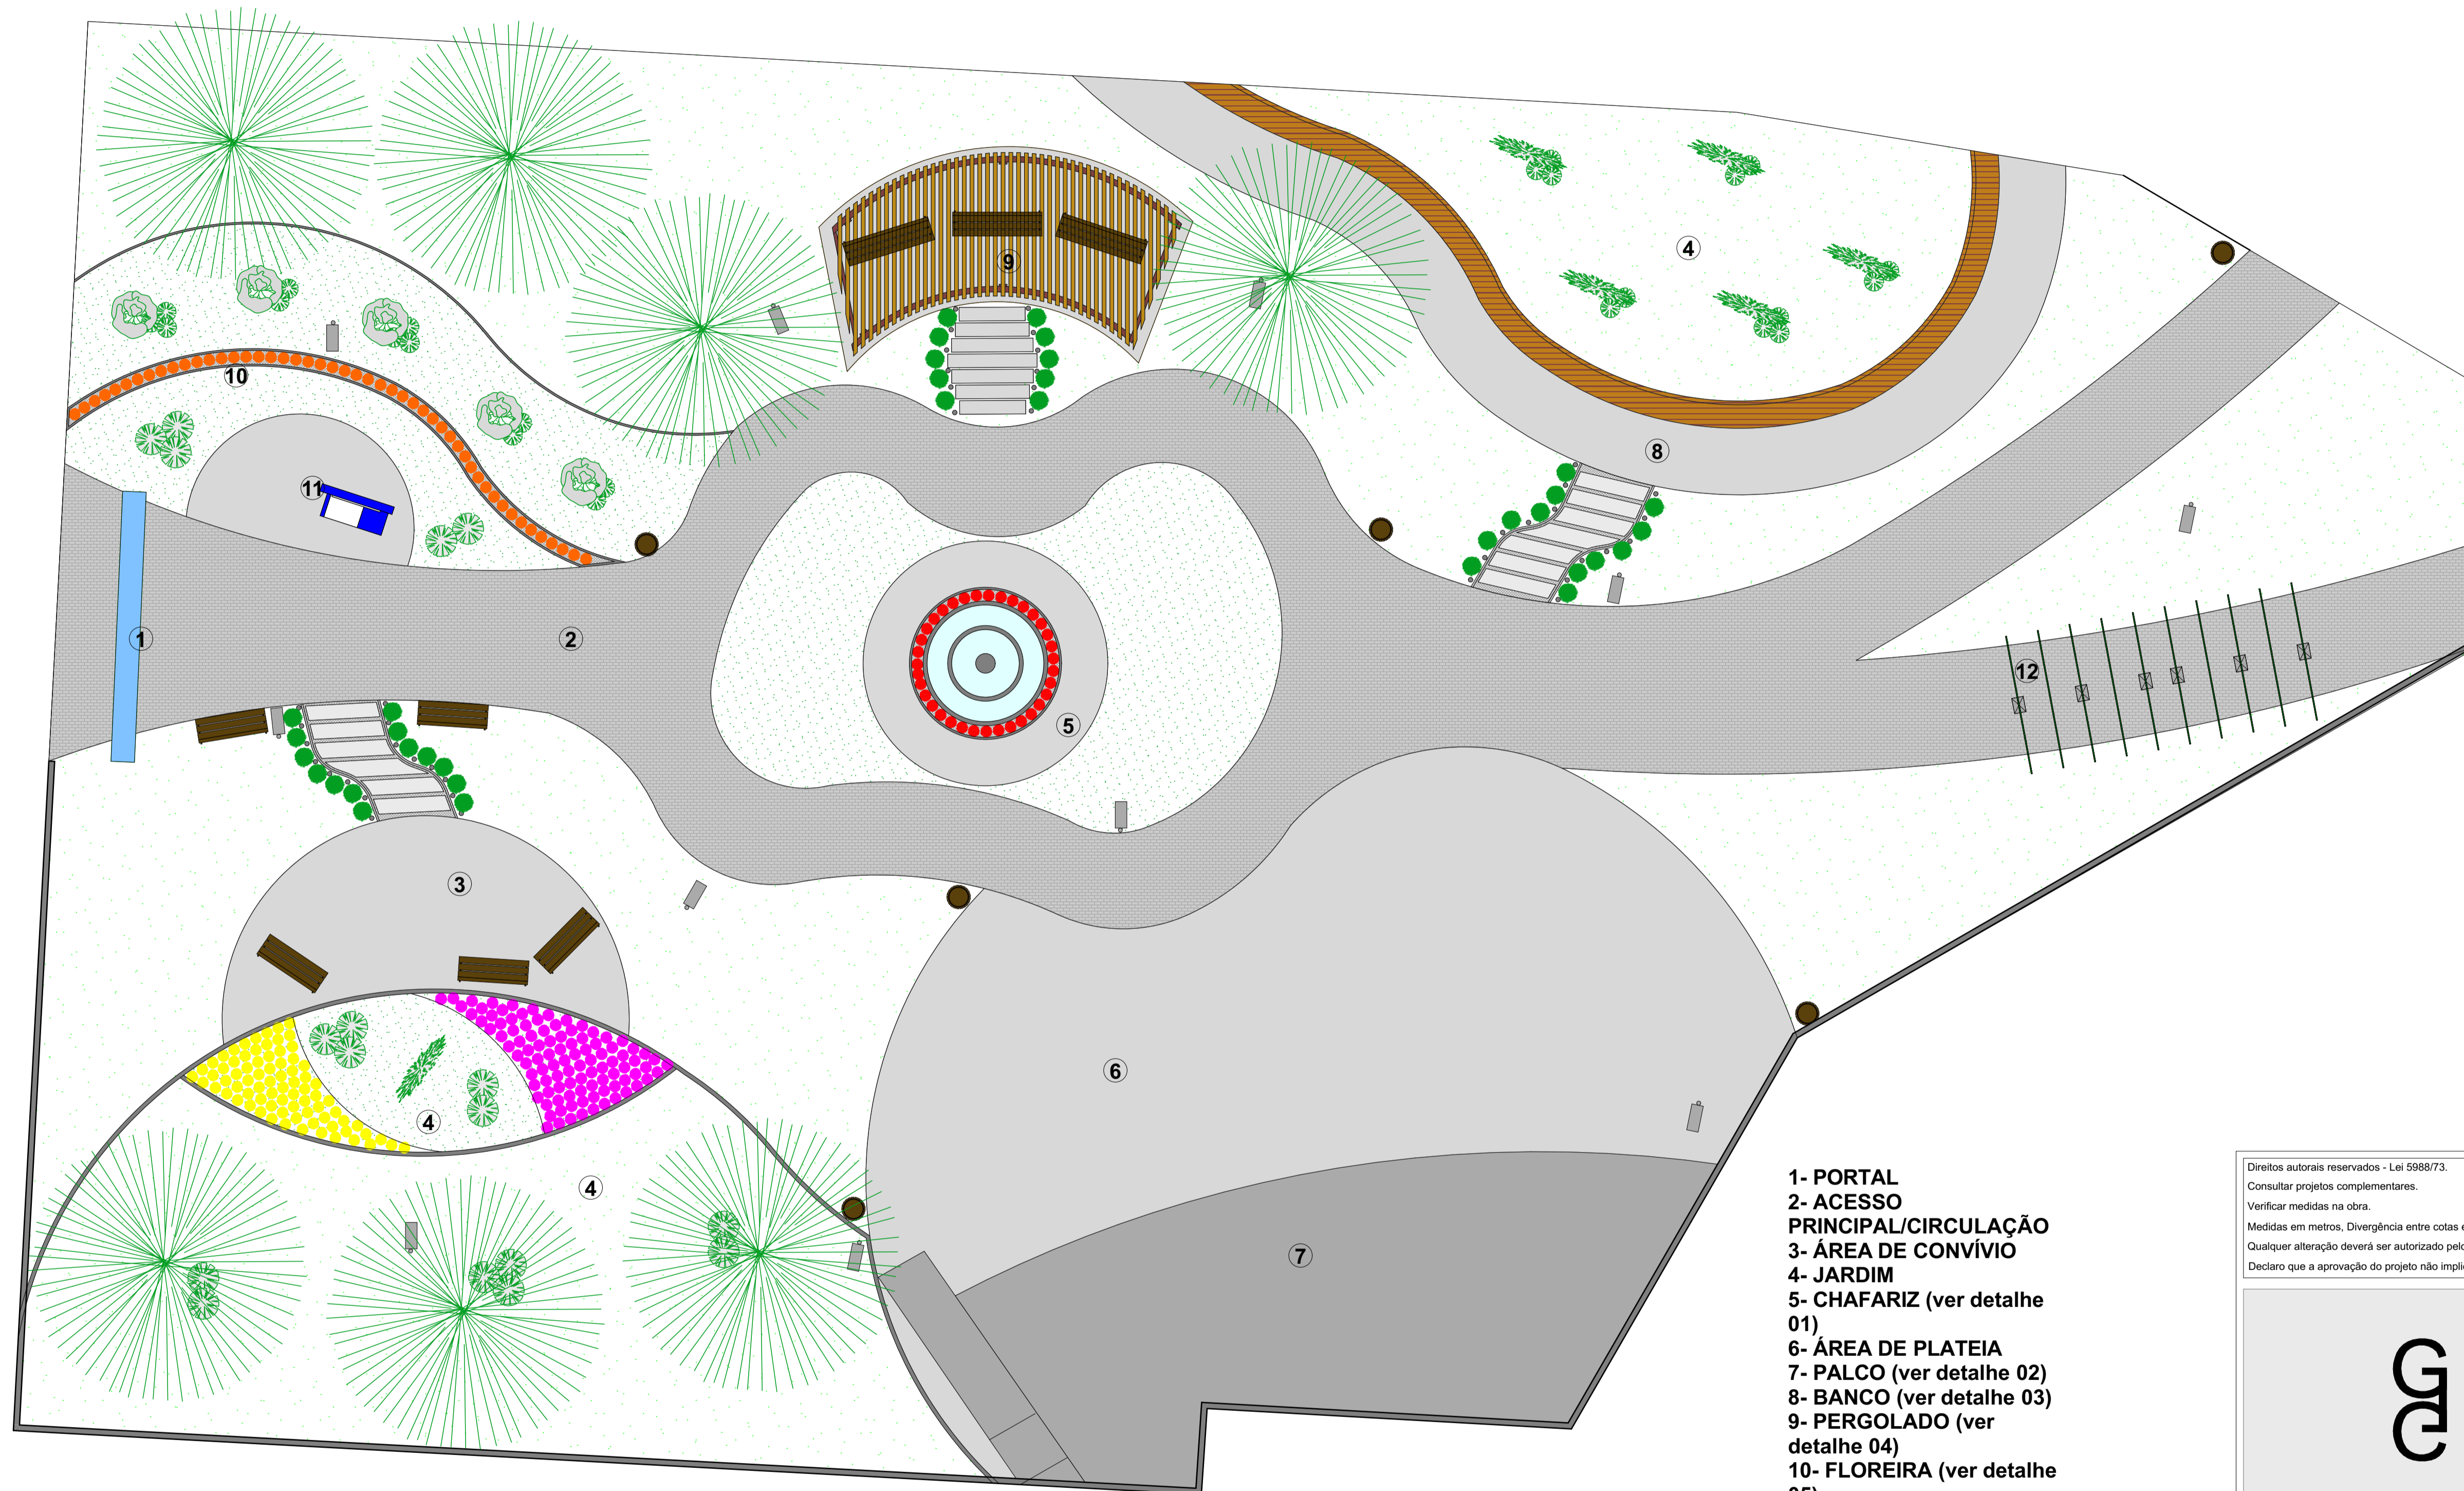 4
9
10
8
11
1
2
12
5
3
6
4
4
7
1- PORTAL
2- ACESSO
PRINCIPAL/CIRCULAÇÃO
3- ÁREA DE CONVÍVIO
4- JARDIM
5- CHAFARIZ (ver detalhe
01)
6- ÁREA DE PLATEIA
7- PALCO (ver detalhe 02)
8- BANCO (ver detalhe 03)
9- PERGOLADO (ver
detalhe 04)
10- FLOREIRA (ver detalhe
05)
Direitos autorais reservados - Lei 5988/73.
Consultar projetos complementares.
Verificar medidas na obra.
Medidas em metros, Divergência entre cotas
Qualquer alteração deverá ser autorizado
Declaro que a aprovação do projeto não